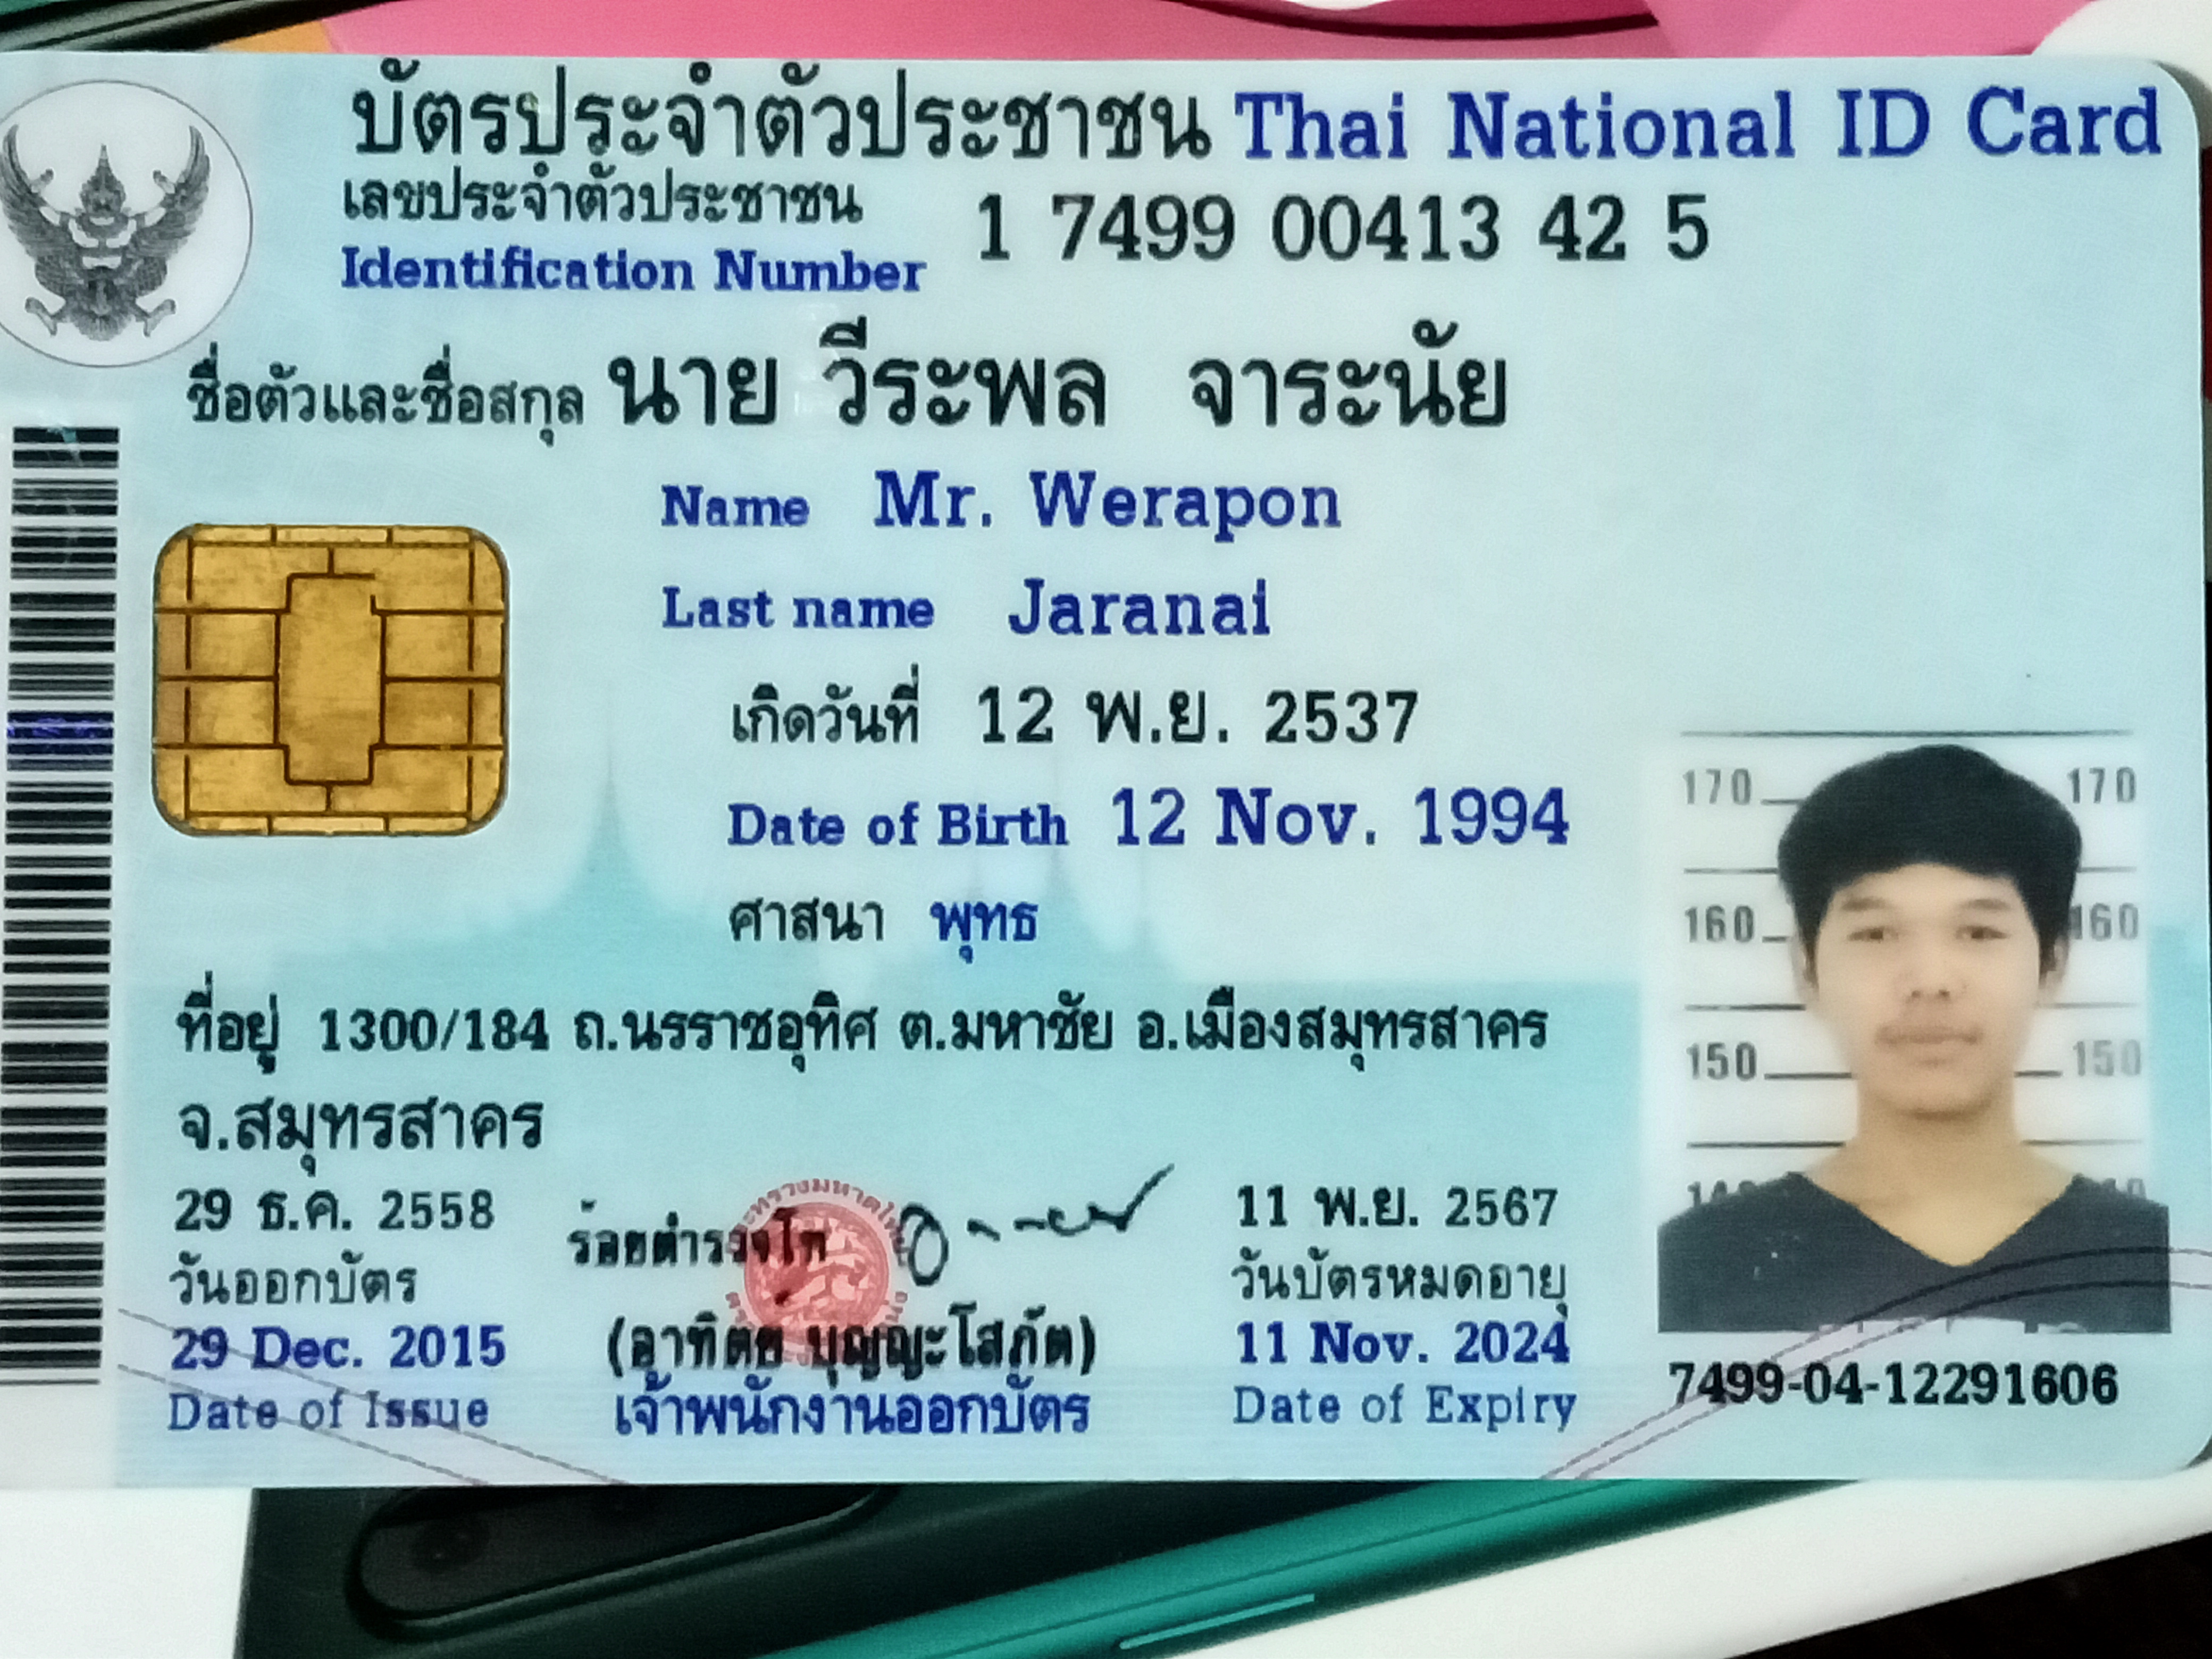 บัตรประจำตัวประชาชน Thai National ID Card
เลขประจำตัวประชาชน
Identification Number
1 7499 00413 42 5
ชื่อตัวและชื่อสกุล นาย วีระพล จาระนัย
Name Mr. Werapon
Last name Jaranai
เกิดวันที่ 12 พ.ย. 2537
Date of Birth 12 Nov. 1994
ศาสนา พุทธ
ที่อยู่ 1300/184 ถ.นรราชอุทิศ ต.มหาชัย อ.เมืองสมุทรสาคร
จ.สมุทรสาคร
29 ธ.ค. 2558
วันออกบัตร
29 Dec. 2015
Date of Issue
ร้อยตำรวจโท
(อาทิตย์ บุญญะโสภัต)
เจ้าพนักงานออกบัตร
11 พ.ย. 2567
วันบัตรหมดอายุ
11 Nov. 2024
Date of Expiry
170 170
160 160
150 150
7499-04-12291606